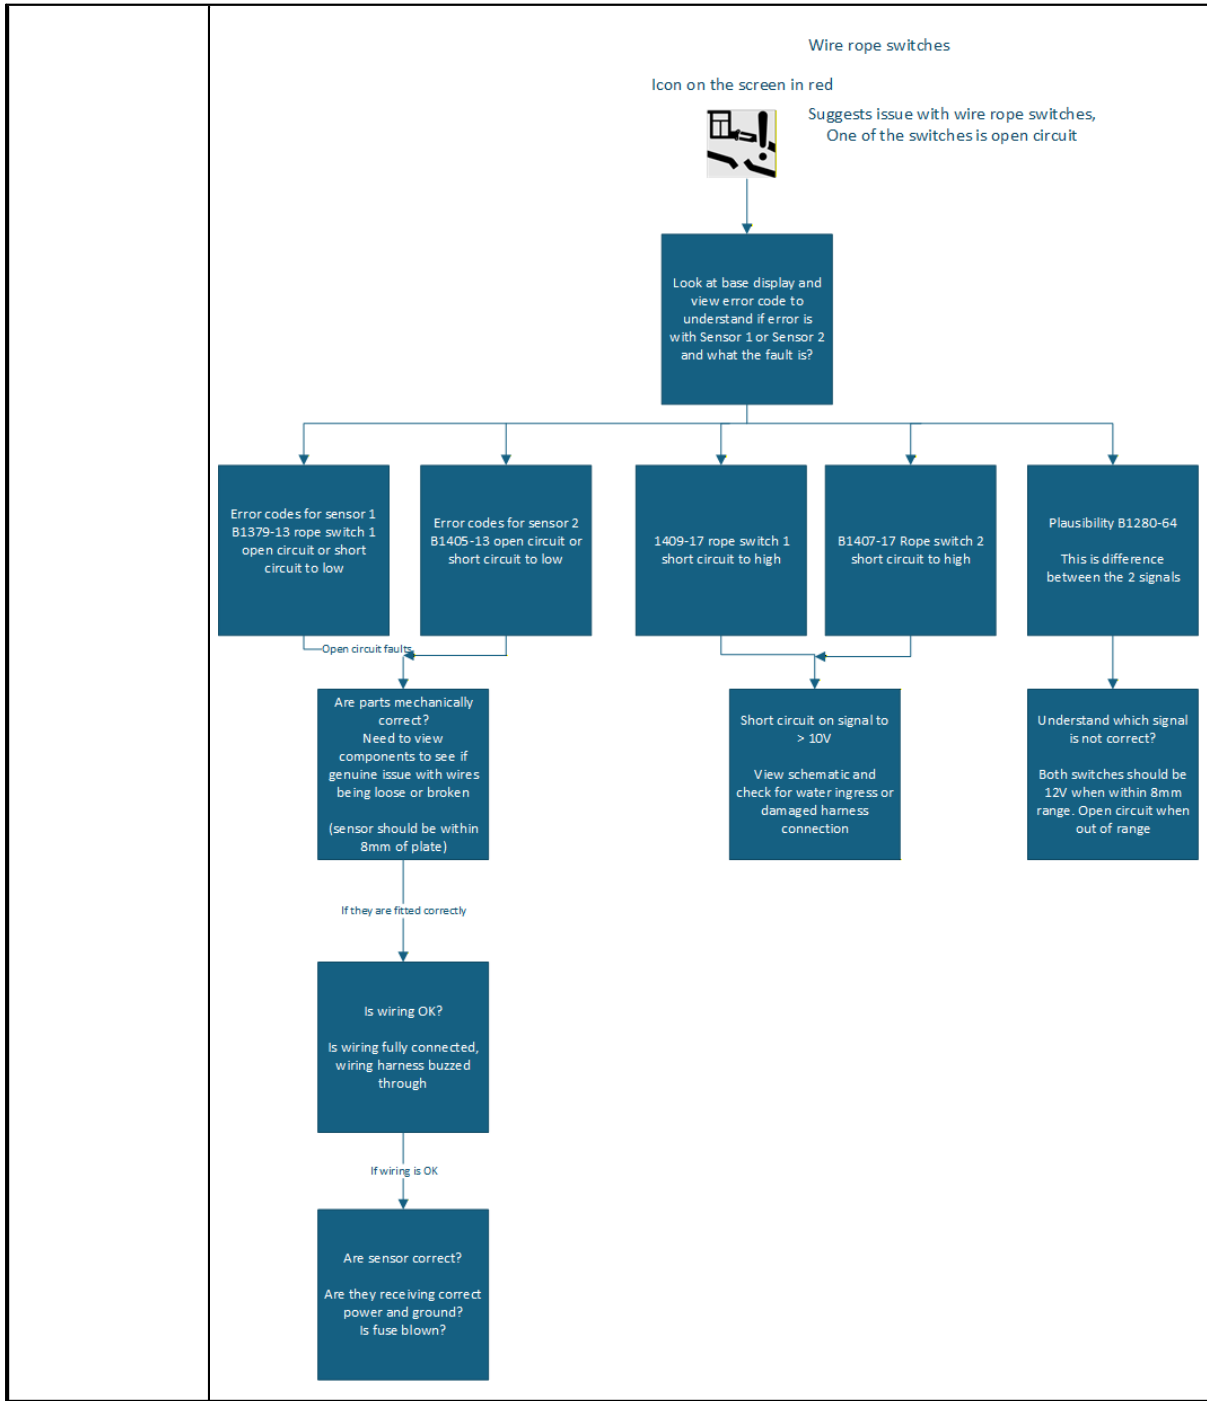 Wire rope switches
Icon on the screen in red
Suggests issue with wire rope switches,
One of the switches is open circuit
Look at base display and
view error code to
understand if error is
with Sensor 1 or Sensor 2
and what the fault is?
Error codes for sensor 1
B1379-13 rope switch 1
open circuit or short
circuit to low
Error codes for sensor 2
B1405-13 open circuit or
short circuit to low
1409-17 rope switch 1
short circuit to high
B1407-17 Rope switch 2
short circuit to high
Plausibility B1280-64
This is difference
between the 2 signals
Open circuit faults
Are parts mechanically
correct?
Need to view
components to see if
genuine issue with wires
being loose or broken
(sensor should be within
8mm of plate)
Short circuit on signal to
> 10V
View schematic and
check for water ingress or
damaged harness
connection
Understand which signal
is not correct?
Both switches should be
12V when within 8mm
range. Open circuit when
out of range
If they are fitted correctly
Is wiring OK?
Is wiring fully connected,
wiring harness buzzed
through
If wiring is OK
Are sensor correct?
Are they receiving correct
power and ground?
Is fuse blown?